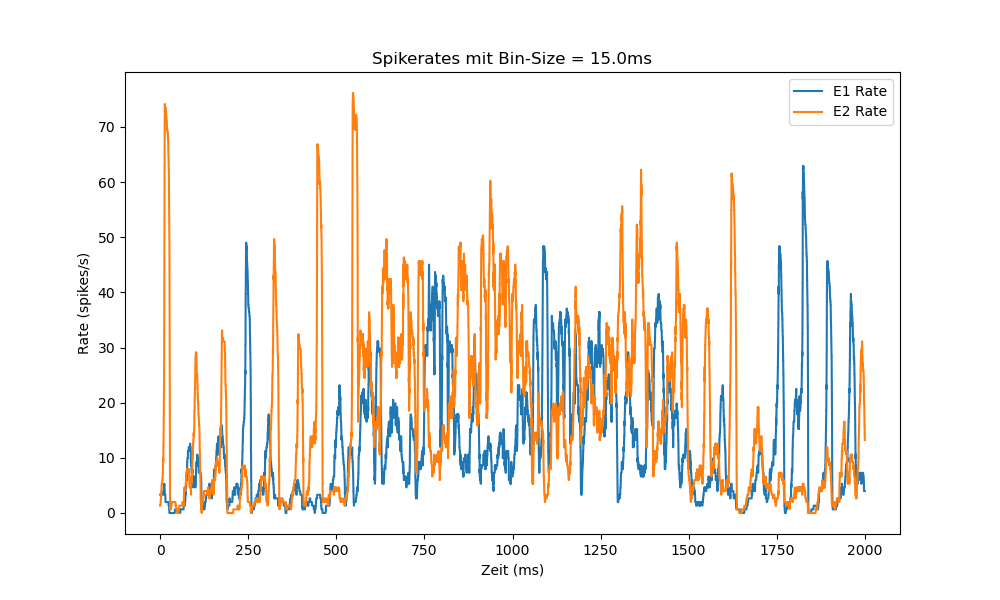 Spikerates mit Bin-Size = 15.0ms
E1 Rate
E2 Rate
Rate (spikes/s)
70
60
50
40
30
20
10
0
0 250 500 750 1000 1250 1500 1750 2000
Zeit (ms)